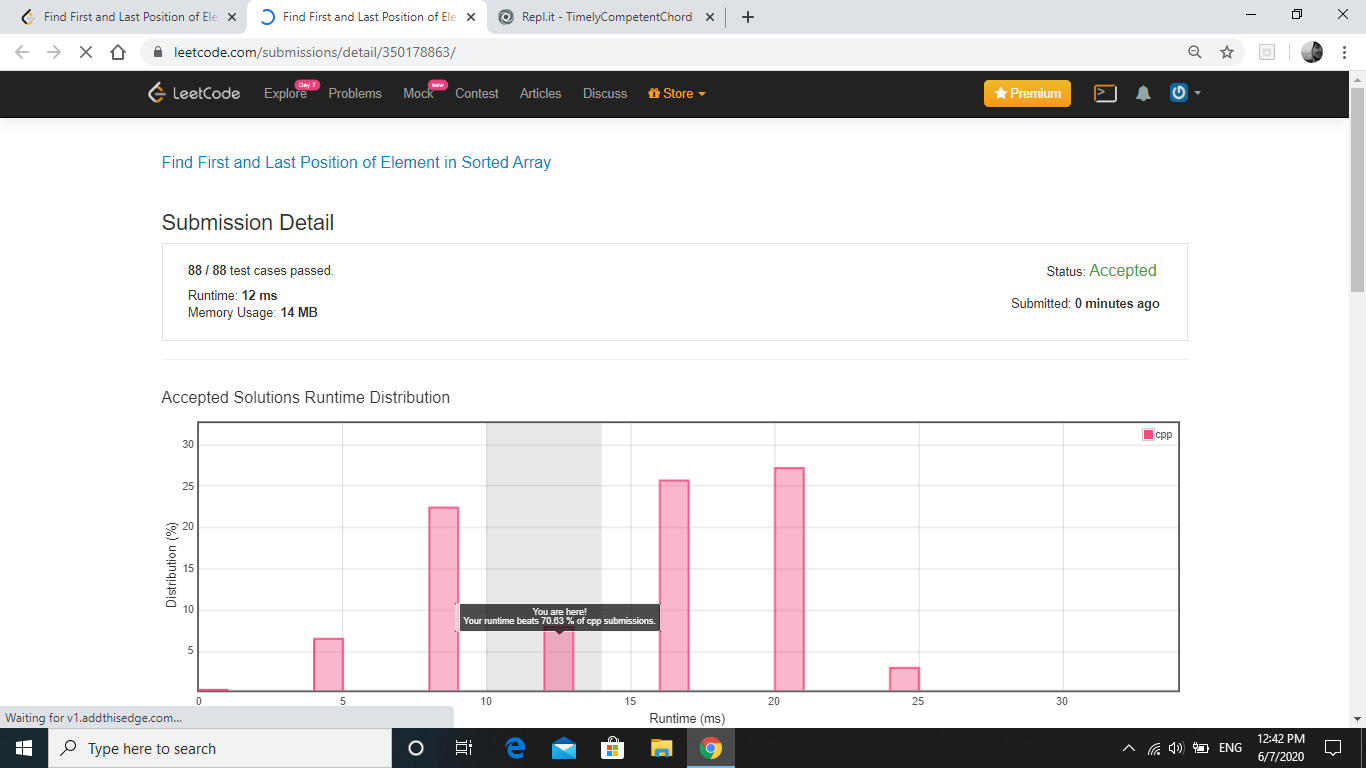 Find First and Last Position of Ele
Find First and Last Position of Ele
Repl.it - TimelyCompetentChord
leetcode.com/submissions/detail/350178863/
LeetCode
Explore
Day 7
Problems
Mock
new
Contest
Articles
Discuss
Store
Premium
Find First and Last Position of Element in Sorted Array
Submission Detail
88 / 88 test cases passed.
Status: Accepted
Runtime: 12 ms
Submitted: 0 minutes ago
Memory Usage: 14 MB
Accepted Solutions Runtime Distribution
cpp
30
25
20
15
10
5
Distribution (%)
You are here!
Your runtime beats 70.63 % of cpp submissions.
0 5 10 15 20 25 30
Runtime (ms)
Waiting for v1.addthisedge.com...
Type here to search
ENG
12:42 PM
6/7/2020